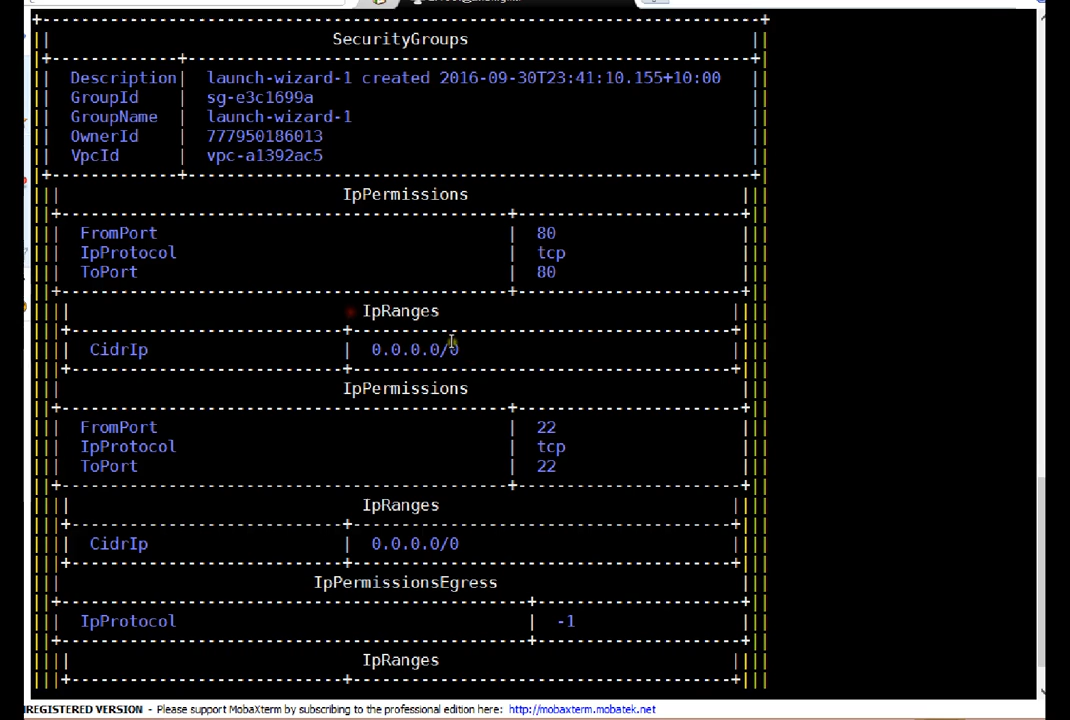 SecurityGroups
Description| launch-wizard-1 created 2016-09-30T23:41:10.155+10:00
GroupId | sg-e3c1699a
GroupName | launch-wizard-1
OwnerId | 777950186013
VpcId | vpc-a1392ac5
IpPermissions
FromPort | 80
IpProtocol | tcp
ToPort | 80
IpRanges
CidrIp | 0.0.0.0/0
IpPermissions
FromPort | 22
IpProtocol | tcp
ToPort | 22
IpRanges
CidrIp | 0.0.0.0/0
IpPermissionsEgress
IpProtocol | -1
IpRanges
NREGISTERED VERSION - Please support MobaXterm by subscribing to the professional edition here: http://mobaxterm.mobatek.net